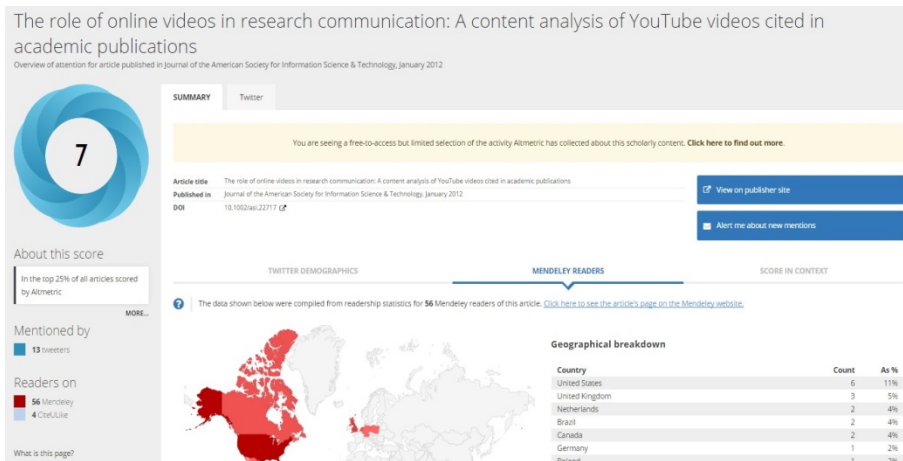 The role of online videos in research communication: A content analysis of YouTube videos cited in
academic publications
Overview of attention for article published in Journal of the American Society for Information Science & Technology, January 2012
SUMMARY
Twitter
7
You are seeing a free-to-access but limited selection of the activity Altmetric has collected about this scholarly content. Click here to find out more.
Article title The role of online videos in research communication: A content analysis of YouTube videos cited in academic publications
Published in Journal of the American Society for Information Science & Technology, January 2012
DOI 10.1002/asi.22717
View on publisher site
Alert me about new mentions
About this score
In the top 25% of all articles scored
by Altmetric
MORE...
Mentioned by
13 tweeters
Readers on
56 Mendeley
4 CiteULike
What is this page?
TWITTER DEMOGRAPHICS
MENDELEY READERS
SCORE IN CONTEXT
? The data shown below were compiled from readership statistics for 56 Mendeley readers of this article. Click here to see the article's page on the Mendeley website.
Geographical breakdown
Country Count As %
United States 6 11%
United Kingdom 3 5%
Netherlands 2 4%
Brazil 2 4%
Canada 2 4%
Germany 1 2%